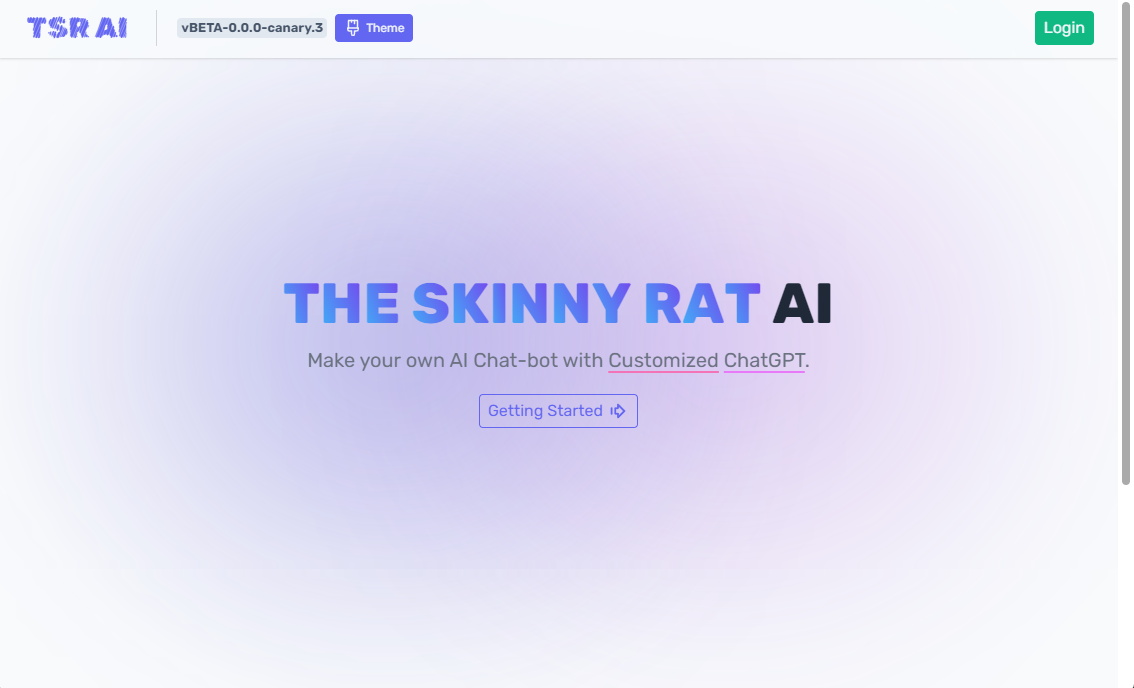 TSR AI
vBETA-0.0.0-canary.3
Theme
Login
THE SKINNY RAT AI
Make your own AI Chat-bot with Customized ChatGPT.
Getting Started